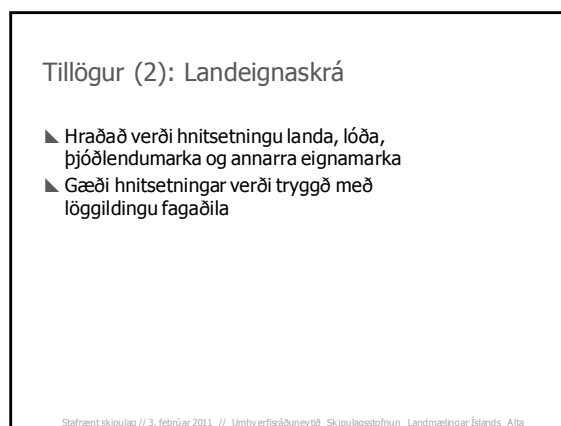 Tillögur (2): Landeignaskrá
Hraðað verði hnitsetningu landa, lóða,
þjóðlendumarka og annarra eignamarka
Gæði hnitsetningar verði tryggð með
löggildingu fagaðila
Stafrænt skipulag // 3. febrúar 2011 // Umhverfisráðuneytið Skipulagsstofnun Landmælingar Íslands Alta